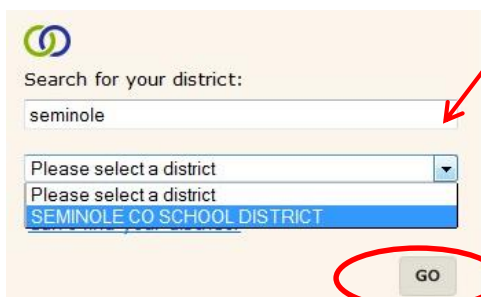 Search for your district:
seminole
Please select a district
Please select a district
SEMINOLE CO SCHOOL DISTRICT
GO